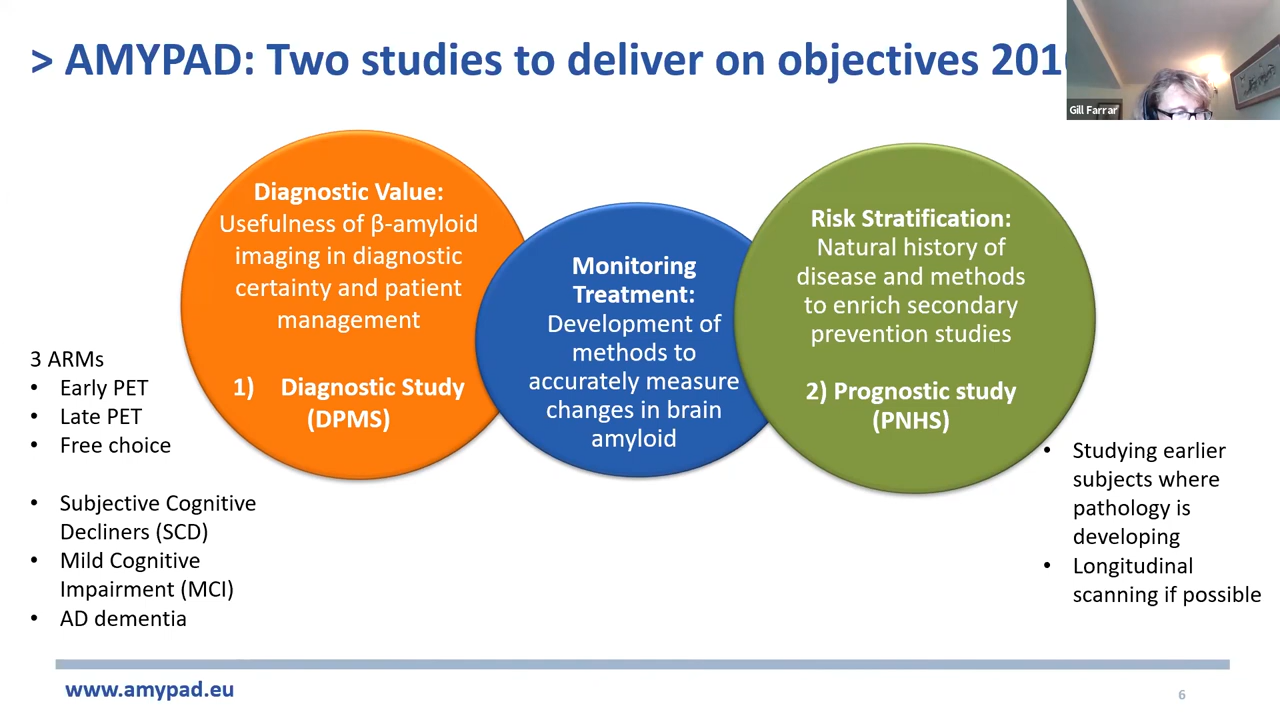 > AMYPAD: Two studies to deliver on objectives
Gill Farrar
Diagnostic Value:
Usefulness of β-amyloid
imaging in diagnostic
certainty and patient
management
1) Diagnostic Study
(DPMS)
Monitoring
Treatment:
Development of
methods to
accurately measure
changes in brain
amyloid
Risk Stratification:
Natural history of
disease and methods
to enrich secondary
prevention studies
2) Prognostic study
(PNHS)
3 ARMs
• Early PET
• Late PET
• Free choice
• Subjective Cognitive
Decliners (SCD)
• Mild Cognitive
Impairment (MCI)
• AD dementia
• Studying earlier
subjects where
pathology is
developing
• Longitudinal
scanning if possible
www.amypad.eu
6